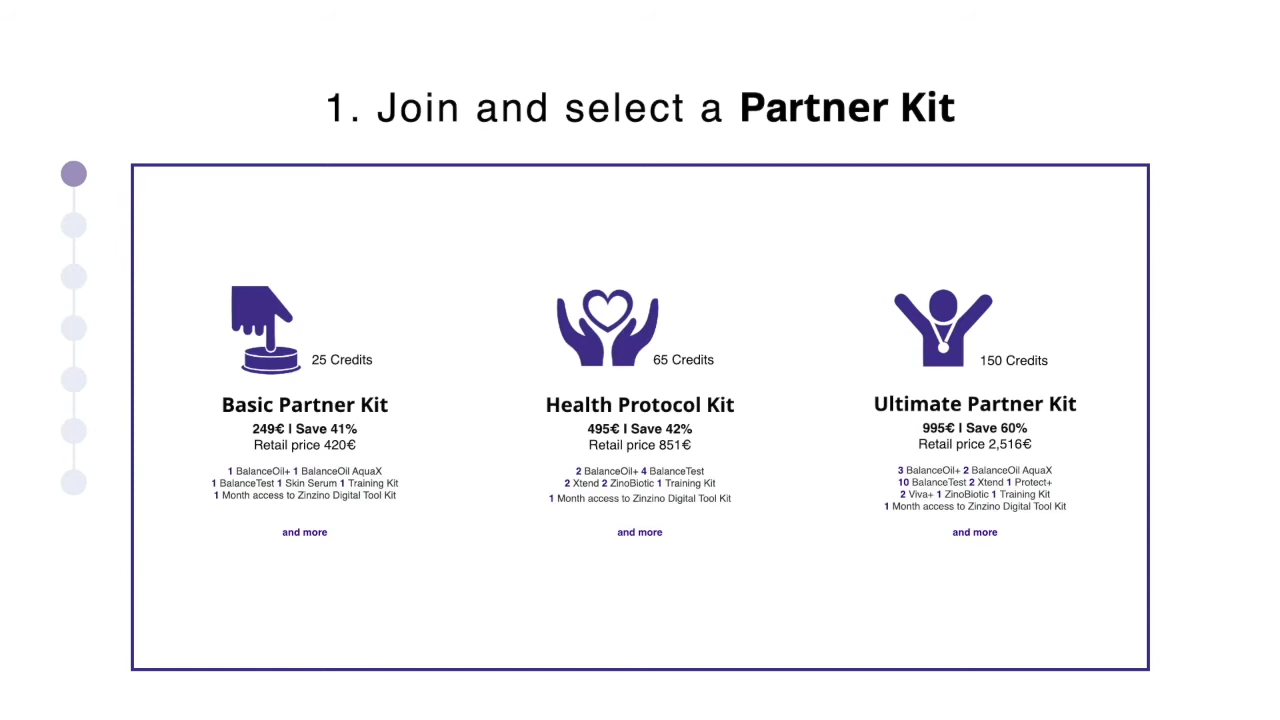 1. Join and select a Partner Kit
25 Credits
Basic Partner Kit
249€ I Save 41%
Retail price 420€
1 BalanceOil+ 1 BalanceOil AquaX
1 BalanceTest 1 Skin Serum 1 Training Kit
1 Month access to Zinzino Digital Tool Kit
and more
65 Credits
Health Protocol Kit
495€ I Save 42%
Retail price 851€
2 BalanceOil+ 4 BalanceTest
2 Xtend 2 ZinoBiotic 1 Training Kit
1 Month access to Zinzino Digital Tool Kit
and more
150 Credits
Ultimate Partner Kit
995€ I Save 60%
Retail price 2,516€
3 BalanceOil+ 2 BalanceOil AquaX
10 BalanceTest 2 Xtend 1 Protect+
2 Viva+ 1 ZinoBiotic 1 Training Kit
1 Month access to Zinzino Digital Tool Kit
and more